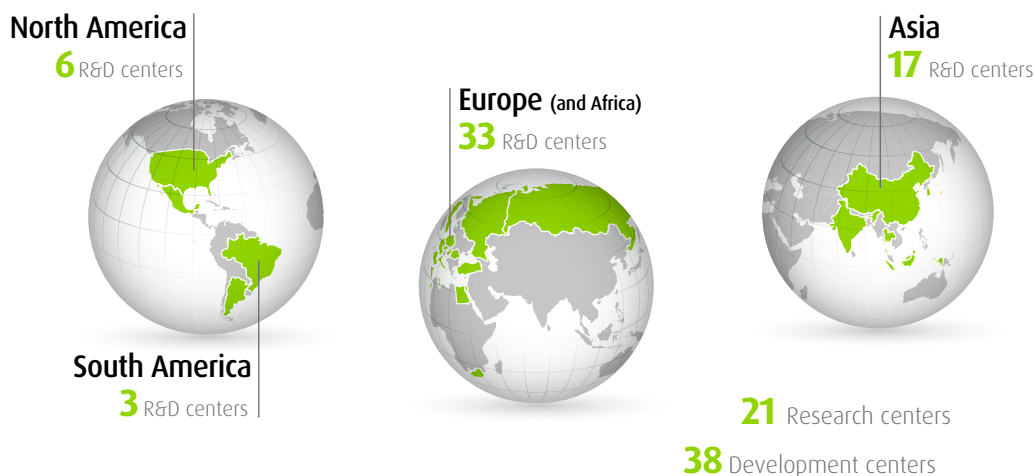 North America
6 R&D centers
South America
3 R&D centers
Europe (and Africa)
33 R&D centers
Asia
17 R&D centers
21 Research centers
38 Development centers